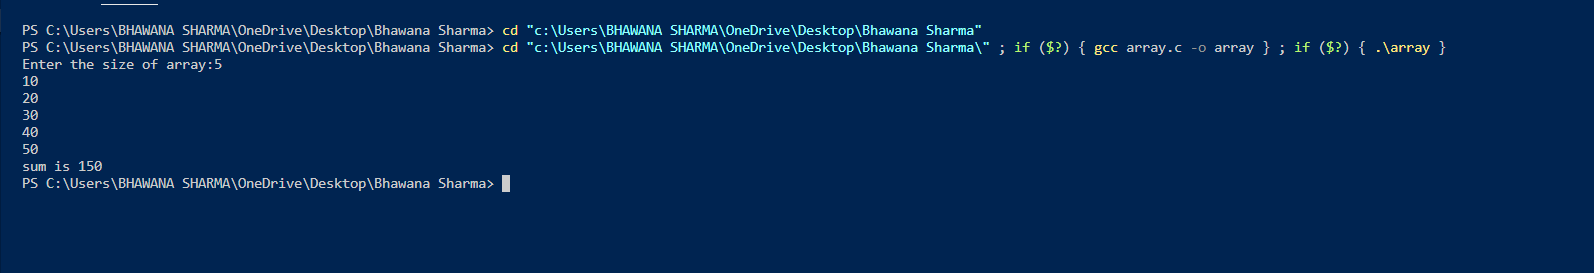 PS C:\Users\BHAWANA SHARMA\OneDrive\Desktop\Bhawana Sharma> cd "c:\Users\BHAWANA SHARMA\OneDrive\Desktop\Bhawana Sharma"
PS C:\Users\BHAWANA SHARMA\OneDrive\Desktop\Bhawana Sharma> cd "c:\Users\BHAWANA SHARMA\OneDrive\Desktop\Bhawana Sharma\" ; if ($?) { gcc array.c -o array } ; if ($?) { .\array }
Enter the size of array:5
10
20
30
40
50
sum is 150
PS C:\Users\BHAWANA SHARMA\OneDrive\Desktop\Bhawana Sharma>